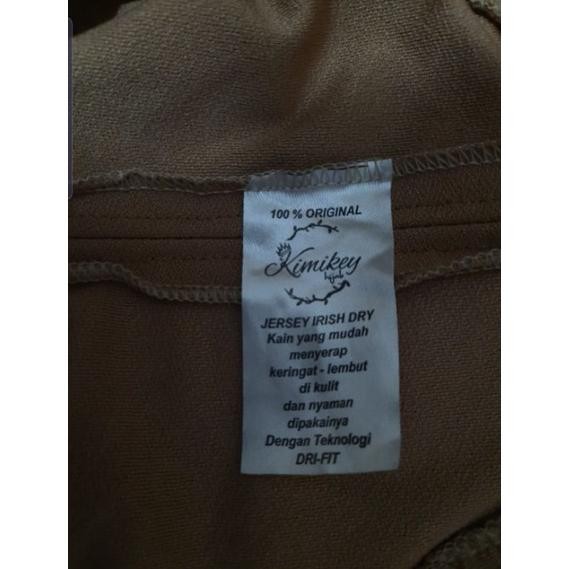 100 % ORIGINAL
Kimikey
hijab
JERSEY IRISH DRY
Kain yang mudah
menyerap
keringat - lembut
di kulit
dan nyaman
dipakainya
Dengan Teknologi
DRI-FIT